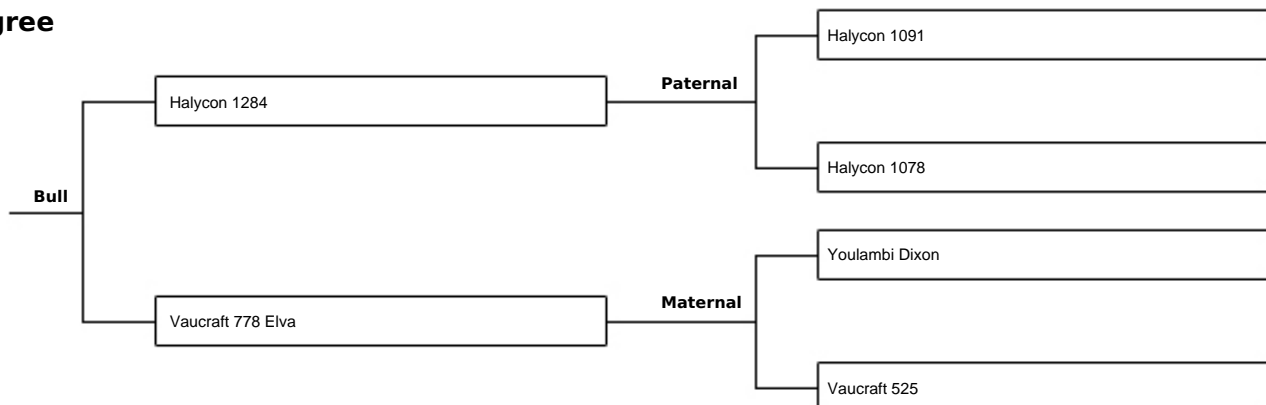 gree
Halycon 1091
Paternal
Halycon 1284
Halycon 1078
Bull
Youlambi Dixon
Maternal
Vaucraft 778 Elva
Vaucraft 525